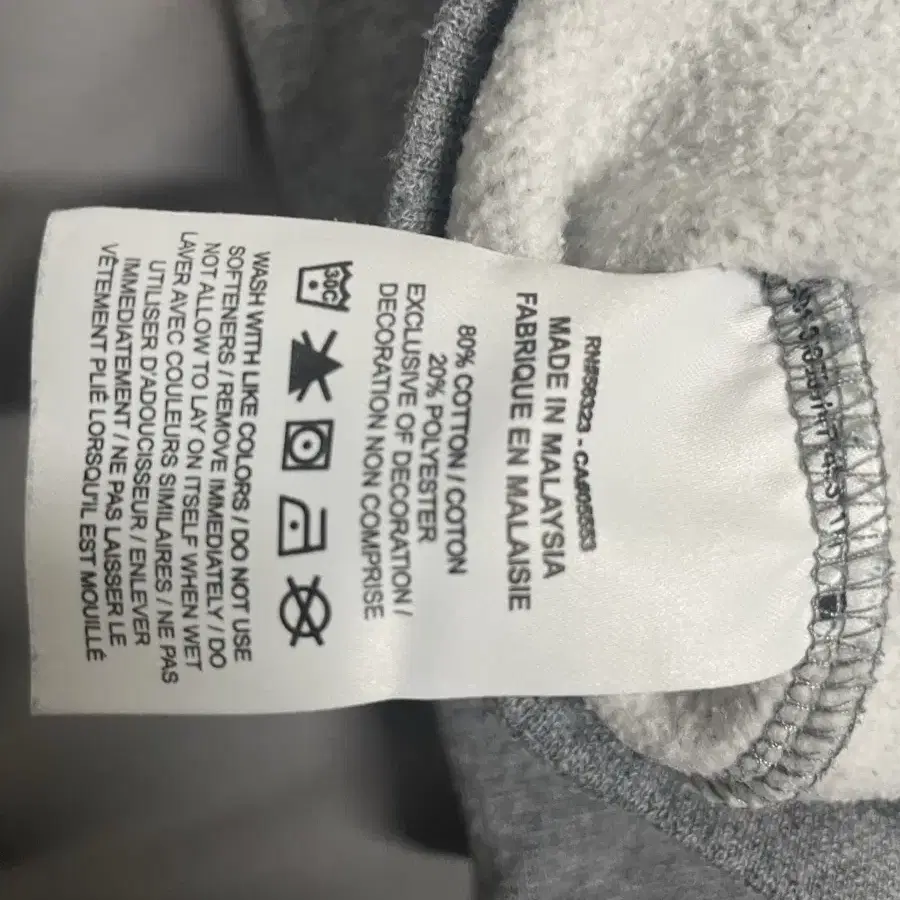 RN#56323 - CA#05553
MADE IN MALAYSIA
FABRIQUE EN MALAISIE
80% COTTON / COTON
20% POLYESTER
EXCLUSIVE OF DECORATION /
DECORATION NON COMPRISE
30C
WASH WITH LIKE COLORS / DO NOT USE
SOFTENERS / REMOVE IMMEDIATELY / DO
NOT ALLOW TO LAY ON ITSELF WHEN WET
LAVER AVEC COULEURS SIMILAIRES / NE PAS
UTILISER D'ADOUCISSEUR / ENLEVER
IMMEDIATEMENT / NE PAS LAISSER LE
VÊTEMENT PLIÉ LORSQU'IL EST MOUILLÉ